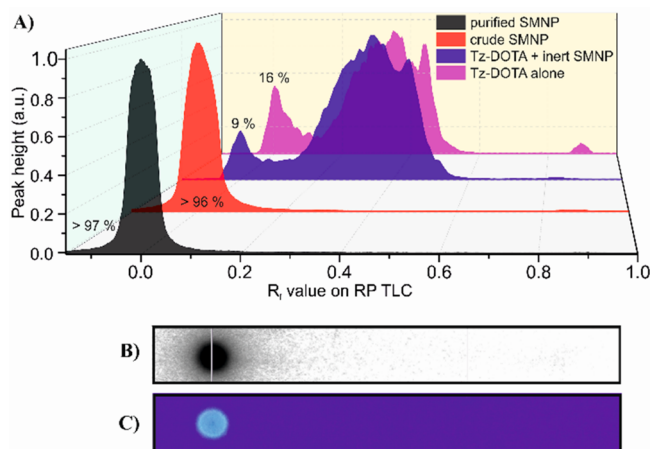 A)
purified SMNP
crude SMNP
Tz-DOTA + inert SMNP
Tz-DOTA alone
1.0
0.8
0.6
0.4
0.2
0.0
Peak height (a.u.)
16 %
9 %
> 96 %
> 97 %
0.0 0.2 0.4 0.6 0.8 1.0
Rf value on RP TLC
B)
C)